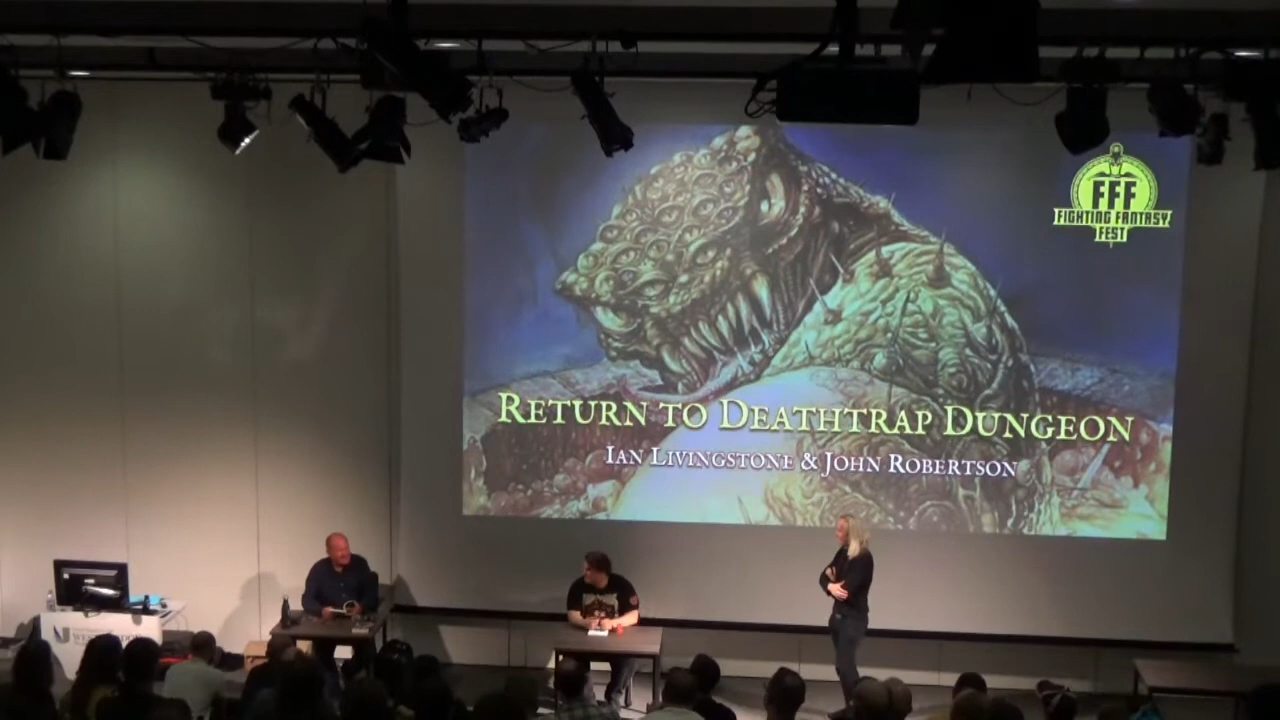 FFF
FIGHTING FANTASY
FEST
RETURN TO DEATHTRAP DUNGEON
IAN LIVINGSTONE & JOHN ROBERTSON